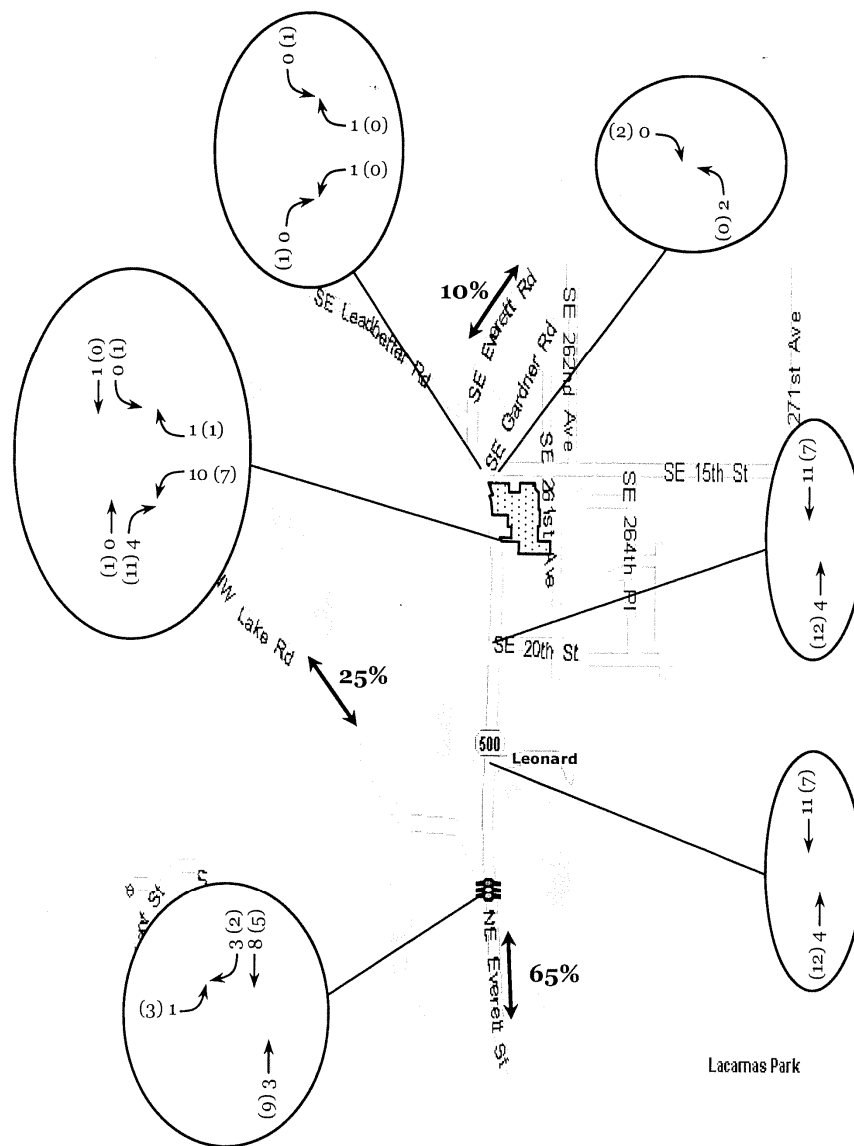 0 (1)
1 (0)
1 (0)
(1) 0
(2) 0
(0) 2
10%
SE Everett Rd
SE Leadbetter Rd
SE Gardner Rd
SE 262nd Ave
271st Ave
1 (0)
0 (1)
1 (1)
10 (7)
(1) 0
(11) 4
SE 15th St
SE 261st Ave
SE 264th Pl
11 (7)
(12) 4
NW Lake Rd
25%
SE 20th St
500
Leonard
11 (7)
(12) 4
St
3 (2)
8 (5)
(3) 1
(9) 3
NE Everett St
65%
Lacamas Park